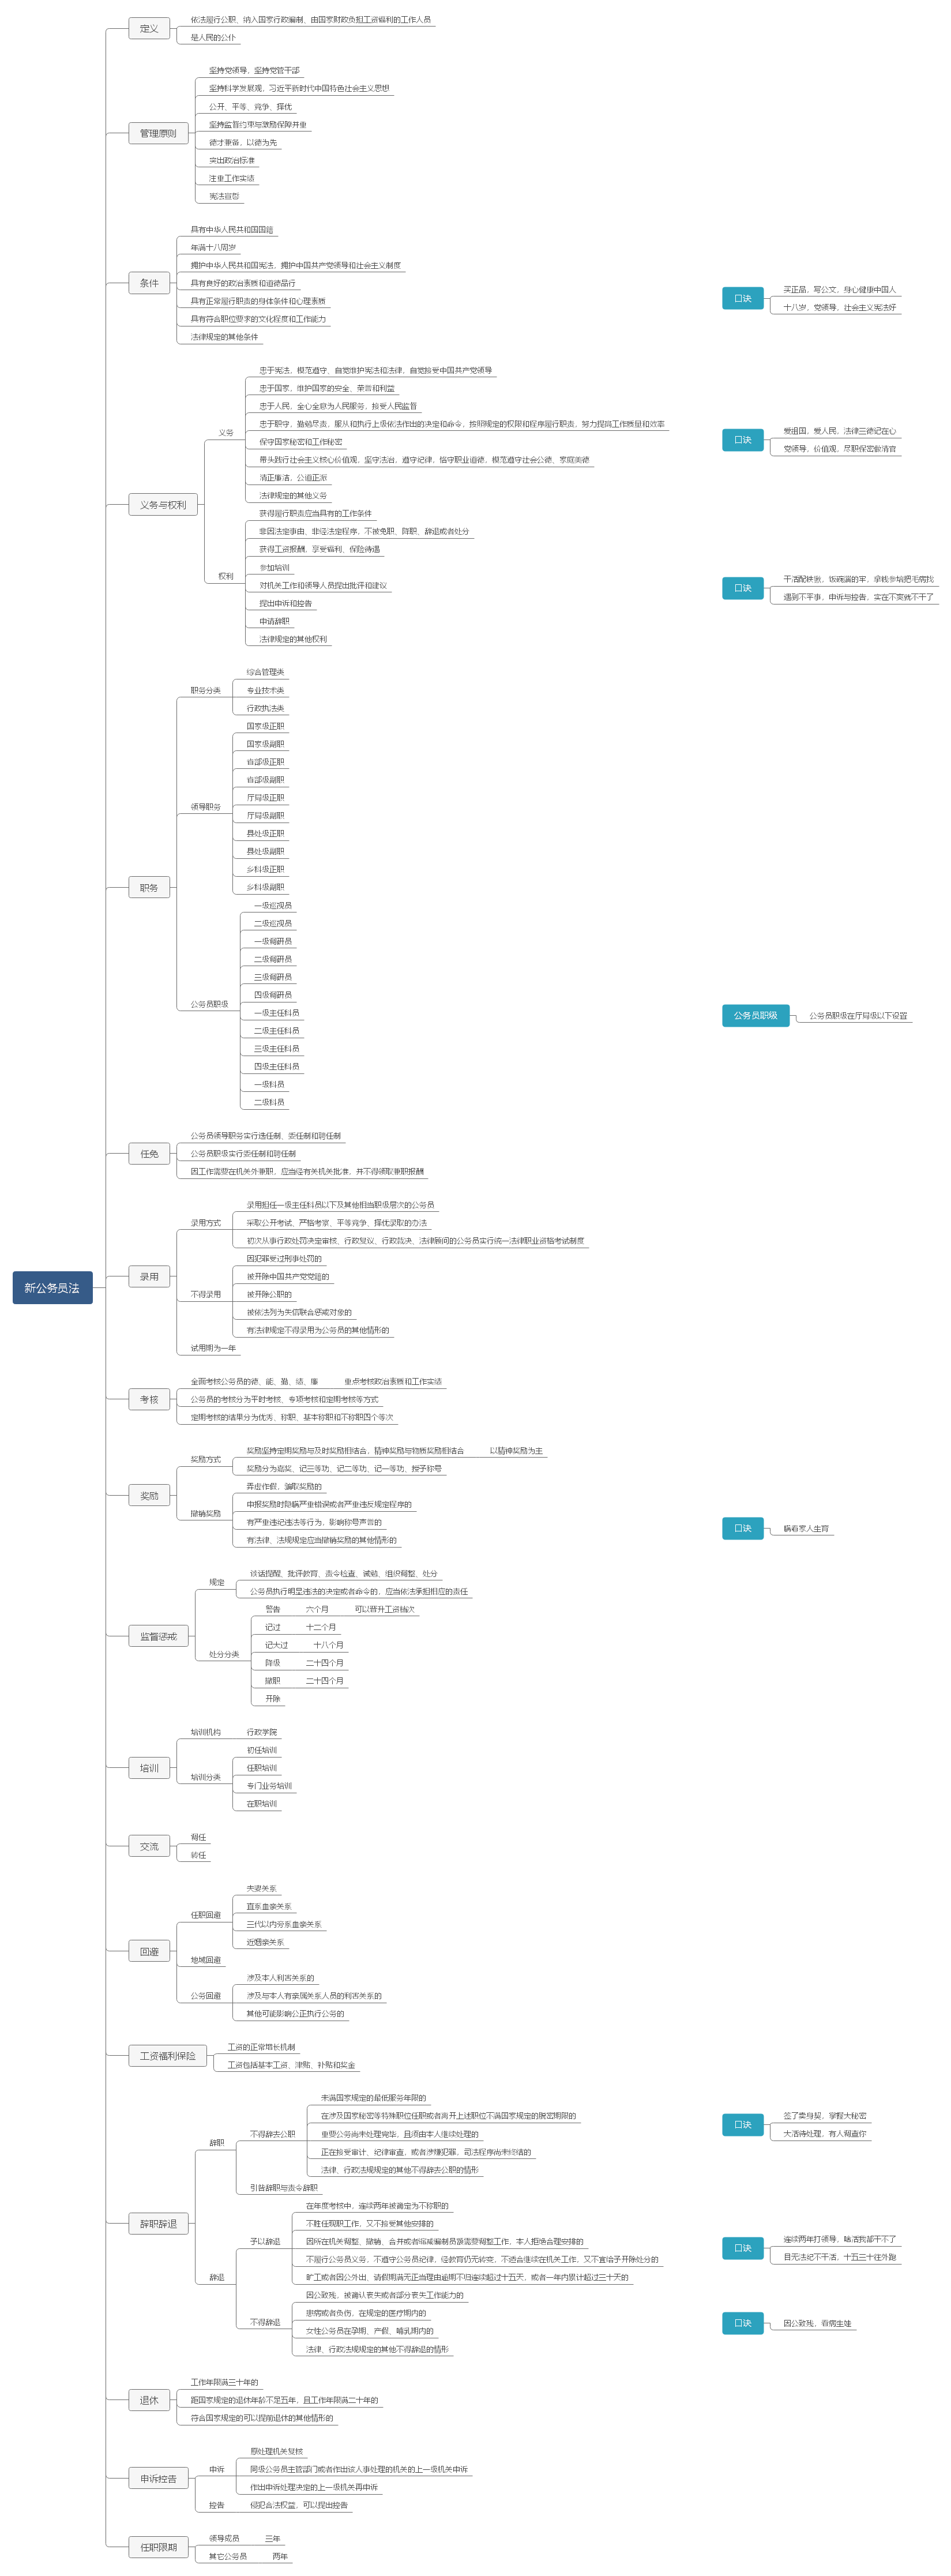 新公务员法
定义
依法履行公职、纳入国家行政编制、由国家财政负担工资福利的工作人员
是人民的公仆
管理原则
坚持党领导，坚持党管干部
坚持科学发展观，习近平新时代中国特色社会主义思想
公开、平等、竞争、择优
坚持监督约束与激励保障并重
德才兼备，以德为先
突出政治标准
注重工作实绩
宪法宣誓
条件
具有中华人民共和国国籍
年满十八周岁
拥护中华人民共和国宪法，拥护中国共产党领导和社会主义制度
具有良好的政治素质和道德品行
具有正常履行职责的身体条件和心理素质
具有符合职位要求的文化程度和工作能力
法律规定的其他条件
口诀
买正品，写公文，身心健康中国人
十八岁，党领导，社会主义宪法好
义务与权利
义务
忠于宪法，模范遵守、自觉维护宪法和法律，自觉接受中国共产党领导
忠于国家，维护国家的安全、荣誉和利益
忠于人民，全心全意为人民服务，接受人民监督
忠于职守，勤勉尽责，服从和执行上级依法作出的决定和命令，按照规定的权限和程序履行职责，努力提高工作质量和效率
保守国家秘密和工作秘密
带头践行社会主义核心价值观，坚守法治，遵守纪律，恪守职业道德，模范遵守社会公德、家庭美德
清正廉洁，公道正派
法律规定的其他义务
口诀
爱祖国，爱人民，法律三德记在心
党领导，价值观，尽职保密做清官
权利
获得履行职责应当具有的工作条件
非因法定事由、非经法定程序，不被免职、降职、辞退或者处分
获得工资报酬，享受福利、保险待遇
参加培训
对机关工作和领导人员提出批评和建议
提出申诉和控告
申请辞职
法律规定的其他权利
口诀
干活配枪剑，饭碗端的牢，拿钱参培把毛病找
遇到不平事，申诉与控告，实在不爽就不干了
职务
职务分类
综合管理类
专业技术类
行政执法类
领导职务
国家级正职
国家级副职
省部级正职
省部级副职
厅局级正职
厅局级副职
县处级正职
县处级副职
乡科级正职
乡科级副职
公务员职级
一级巡视员
二级巡视员
一级调研员
二级调研员
三级调研员
四级调研员
一级主任科员
二级主任科员
三级主任科员
四级主任科员
一级科员
二级科员
公务员职级
公务员职级在厅局级以下设置
任免
公务员领导职务实行选任制、委任制和聘任制
公务员职级实行委任制和聘任制
因工作需要在机关外兼职，应当经有关机关批准，并不得领取兼职报酬
录用
录用方式
录用担任一级主任科员以下及其他相当职级层次的公务员
采取公开考试、严格考察、平等竞争、择优录取的办法
初次从事行政处罚决定审核、行政复议、行政裁决、法律顾问的公务员实行统一法律职业资格考试制度
不得录用
因犯罪受过刑事处罚的
被开除中国共产党党籍的
被开除公职的
被依法列为失信联合惩戒对象的
有法律规定不得录用为公务员的其他情形的
试用期为一年
考核
全面考核公务员的德、能、勤、绩、廉 重点考核政治素质和工作实绩
公务员的考核分为平时考核、专项考核和定期考核等方式
定期考核的结果分为优秀、称职、基本称职和不称职四个等次
奖励
奖励方式
奖励坚持定期奖励与及时奖励相结合，精神奖励与物质奖励相结合 以精神奖励为主
奖励分为嘉奖、记三等功、记二等功、记一等功、授予称号
撤销奖励
弄虚作假，骗取奖励的
申报奖励时隐瞒严重错误或者严重违反规定程序的
有严重违纪违法等行为，影响称号声誉的
有法律、法规规定应当撤销奖励的其他情形的
口诀
瞒着家人生育
监督惩戒
规定
谈话提醒、批评教育、责令检查、诫勉、组织调整、处分
公务员执行明显违法的决定或者命令的，应当依法承担相应的责任
处分分类
警告 六个月 可以晋升工资档次
记过 十二个月
记大过 十八个月
降级 二十四个月
撤职 二十四个月
开除
培训
培训机构 行政学院
培训分类
初任培训
任职培训
专门业务培训
在职培训
交流
调任
转任
回避
任职回避
夫妻关系
直系血亲关系
三代以内旁系血亲关系
近姻亲关系
地域回避
公务回避
涉及本人利害关系的
涉及与本人有亲属关系人员的利害关系的
其他可能影响公正执行公务的
工资福利保险
工资的正常增长机制
工资包括基本工资、津贴、补贴和奖金
辞职辞退
辞职
不得辞去公职
未满国家规定的最低服务年限的
在涉及国家秘密等特殊职位任职或者离开上述职位不满国家规定的脱密期限的
重要公务尚未处理完毕，且须由本人继续处理的
正在接受审计、纪律审查，或者涉嫌犯罪，司法程序尚未终结的
法律、行政法规规定的其他不得辞去公职的情形
引咎辞职与责令辞职
口诀
签了卖身契，掌握大秘密
大活待处理，有人调查你
辞退
予以辞退
在年度考核中，连续两年被确定为不称职的
不胜任现职工作，又不接受其他安排的
因所在机关调整、撤销、合并或者缩减编制员额需要调整工作，本人拒绝合理安排的
不履行公务员义务，不遵守公务员纪律，经教育仍无转变，不适合继续在机关工作，又不宜给予开除处分的
旷工或者因公外出、请假期满无正当理由逾期不归连续超过十五天，或者一年内累计超过三十天的
口诀
连续两年打领导，啥活我都干不了
目无法纪不干活，十五三十往外跑
不得辞退
因公致残，被确认丧失或者部分丧失工作能力的
患病或者负伤，在规定的医疗期内的
女性公务员在孕期、产假、哺乳期内的
法律、行政法规规定的其他不得辞退的情形
口诀
因公致残，看病生娃
退休
工作年限满三十年的
距国家规定的退休年龄不足五年，且工作年限满二十年的
符合国家规定的可以提前退休的其他情形的
申诉控告
申诉
原处理机关复核
同级公务员主管部门或者作出该人事处理的机关的上一级机关申诉
作出申诉处理决定的上一级机关再申诉
控告 侵犯合法权益，可以提出控告
任职限期
领导成员 三年
其它公务员 两年